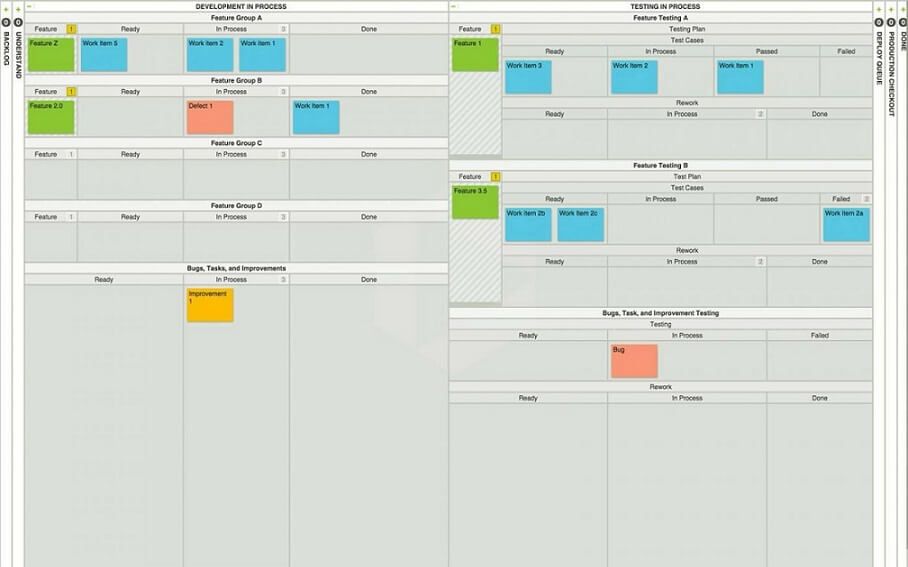 DEVELOPMENT IN PROCESS
Feature Group A
Feature 1 Ready In Process 3 Done
Feature Z Work Item 5 Work Item 2 Work Item 1
Feature Group B
Feature 1 Ready In Process 3 Done
Feature 2.0 Defect 1 Work Item 1
Feature Group C
Feature 1 Ready In Process 3 Done
Feature Group D
Feature 1 Ready In Process 3 Done
Bugs, Tasks, and Improvements
Ready In Process 3 Done
Improvement
1
TESTING IN PROCESS
Feature Testing A
Feature 1 Testing Plan
Feature 1 Test Cases
Ready In Process Passed Failed
Work Item 3 Work Item 2 Work Item 1
Rework
Ready In Process 2 Done
Feature Testing B
Feature 1 Test Plan
Feature 3.5 Test Cases
Ready In Process Passed Failed 2
Work Item 2b Work Item 2c Work Item 2a
Rework
Ready In Process 2 Done
Bugs, Task, and Improvement Testing
Testing
Ready In Process Failed
Bug
Rework
Ready In Process Done
0 BACKLOG
0 UNDERSTAND
0 DEPLOY QUEUE
0 PRODUCTION CHECKOUT
0 DONE